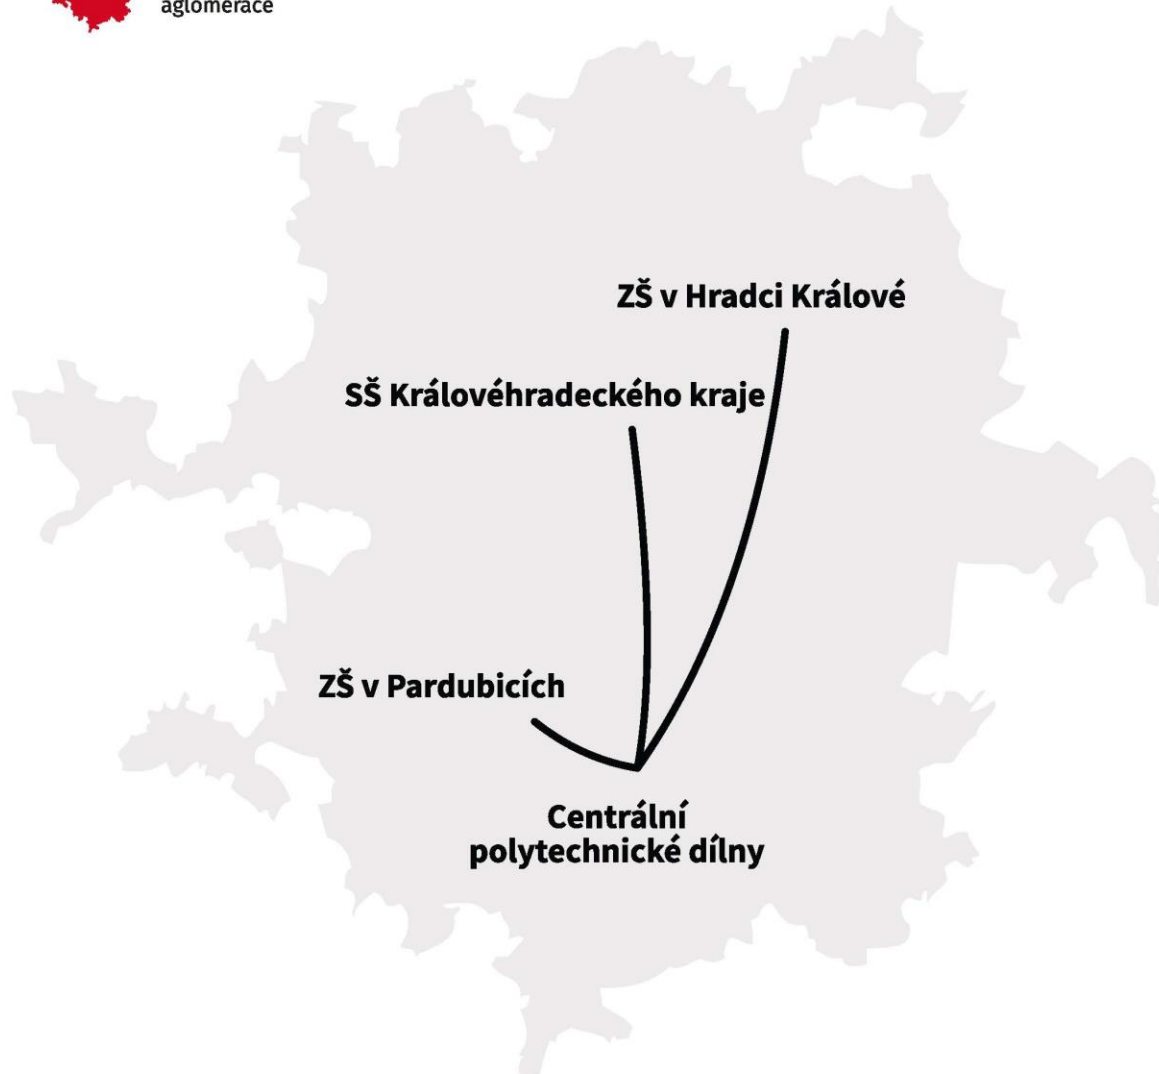 aglomerace
ZŠ v Hradci Králové
SŠ Královéhradeckého kraje
ZŠ v Pardubicích
Centrální
polytechnické dílny